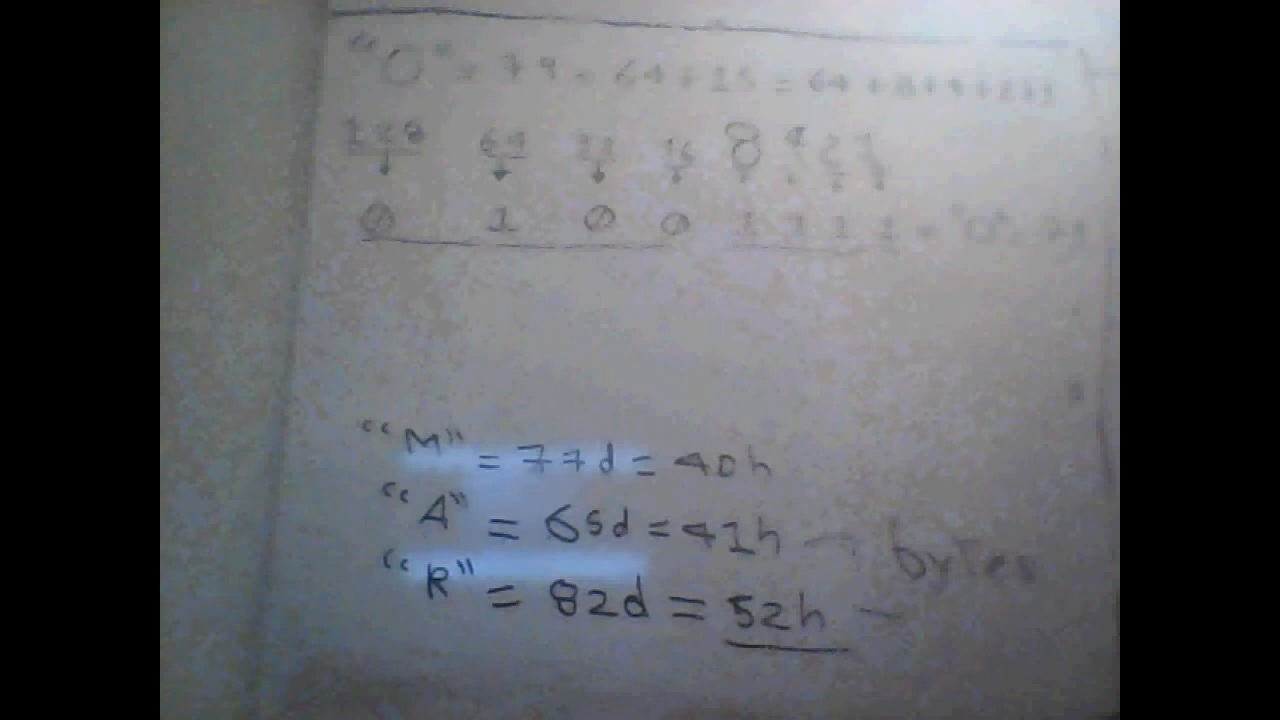 "O" = 79 = 64+15 = 64+8+4+2+1
128 64 32 16 8 4 2 1
0 1 0 0 1 1 1 1 = "O" = 79
"M" = 77d = 4Dh
"A" = 65d = 41h — bytes
"R" = 82d = 52h —